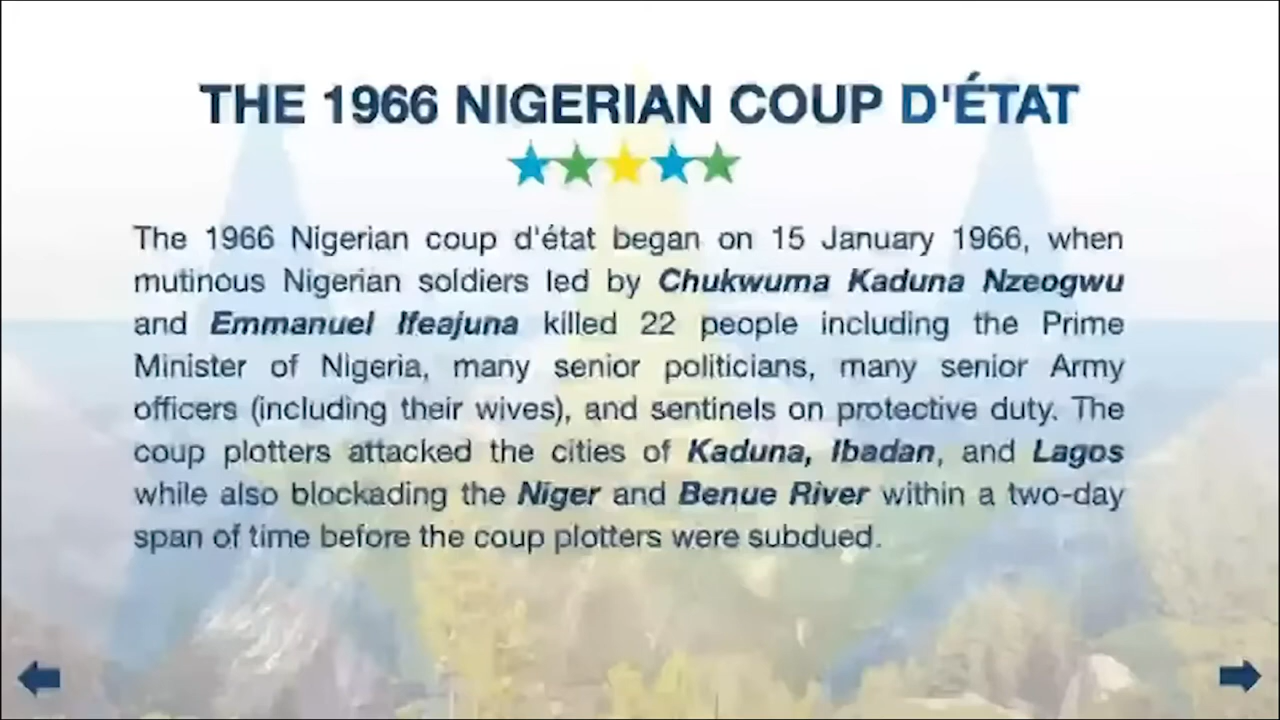 THE 1966 NIGERIAN COUP D'ÉTAT
The 1966 Nigerian coup d'état began on 15 January 1966, when
mutinous Nigerian soldiers led by Chukwuma Kaduna Nzeogwu
and Emmanuel Ifeajuna killed 22 people including the Prime
Minister of Nigeria, many senior politicians, many senior Army
officers (including their wives), and sentinels on protective duty. The
coup plotters attacked the cities of Kaduna, Ibadan, and Lagos
while also blockading the Niger and Benue River within a two-day
span of time before the coup plotters were subdued.